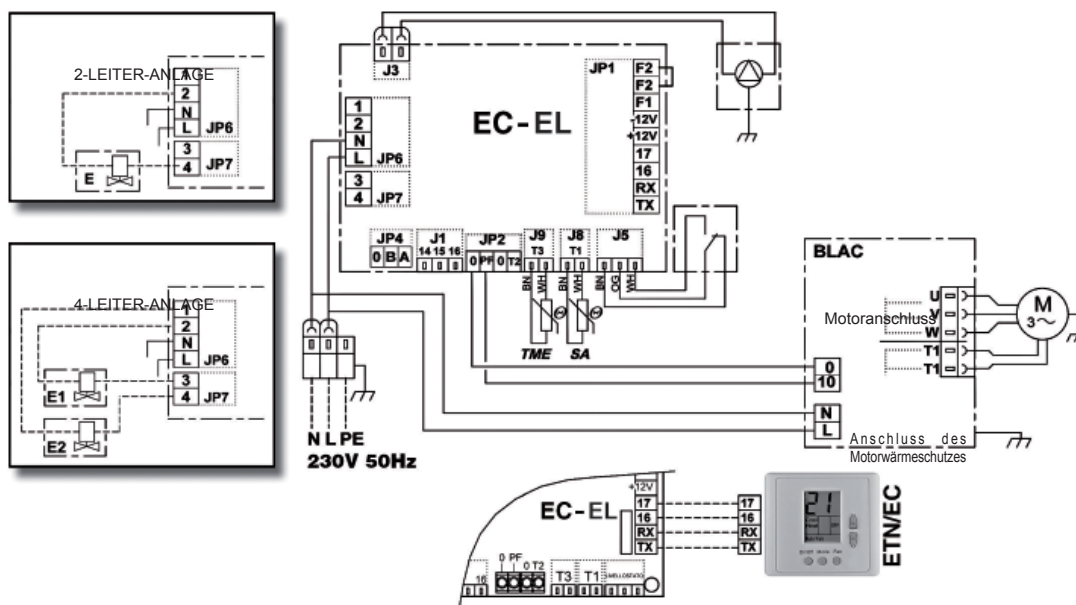 2-LEITER-ANLAGE
1
2
N
L
JP6
3
4
JP7
E
4-LEITER-ANLAGE
1
2
N
L
JP6
3
4
JP7
E1
E2
J3
1
2
N
L
JP6
3
4
JP7
EC-EL
JP1
F2
F2
F1
-12V
+12V
17
16
RX
TX
JP4
0 B A
J1
14 15 16
JP2
0 PF 0 T2
J9
T3
J8
T1
J5
BN WH BN WH BN OG WH
TME
SA
N L PE
230V 50Hz
BLAC
U
V
W
T1
T1
Motoranschluss
M
3~
0
10
N
L
Anschluss des
Motorwärmeschutzes
EC-EL
+12V
17
16
RX
TX
16
0 PF 0 T2
T3
T1
17
16
RX
TX
21
ETN/EC